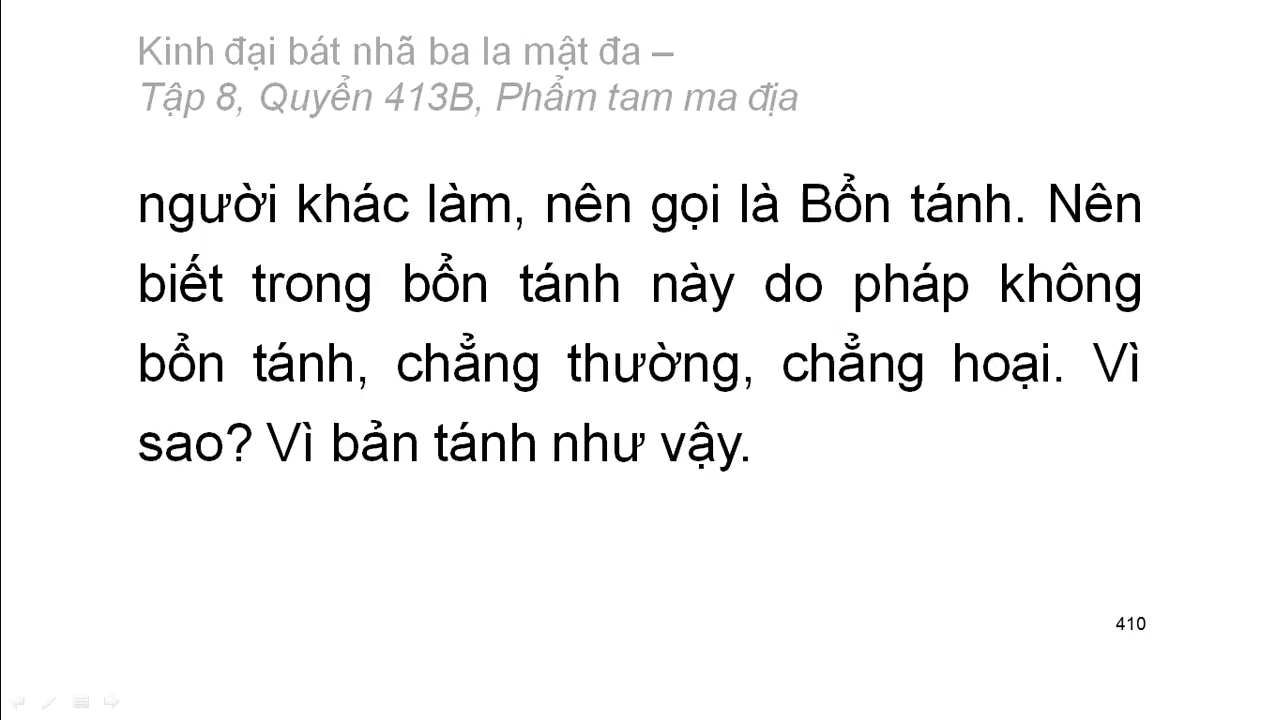 Kinh đại bát nhã ba la mật đa –
Tập 8, Quyển 413B, Phẩm tam ma địa
người khác làm, nên gọi là Bổn tánh. Nên
biết trong bổn tánh này do pháp không
bổn tánh, chẳng thường, chẳng hoại. Vì
sao? Vì bản tánh như vậy.
410